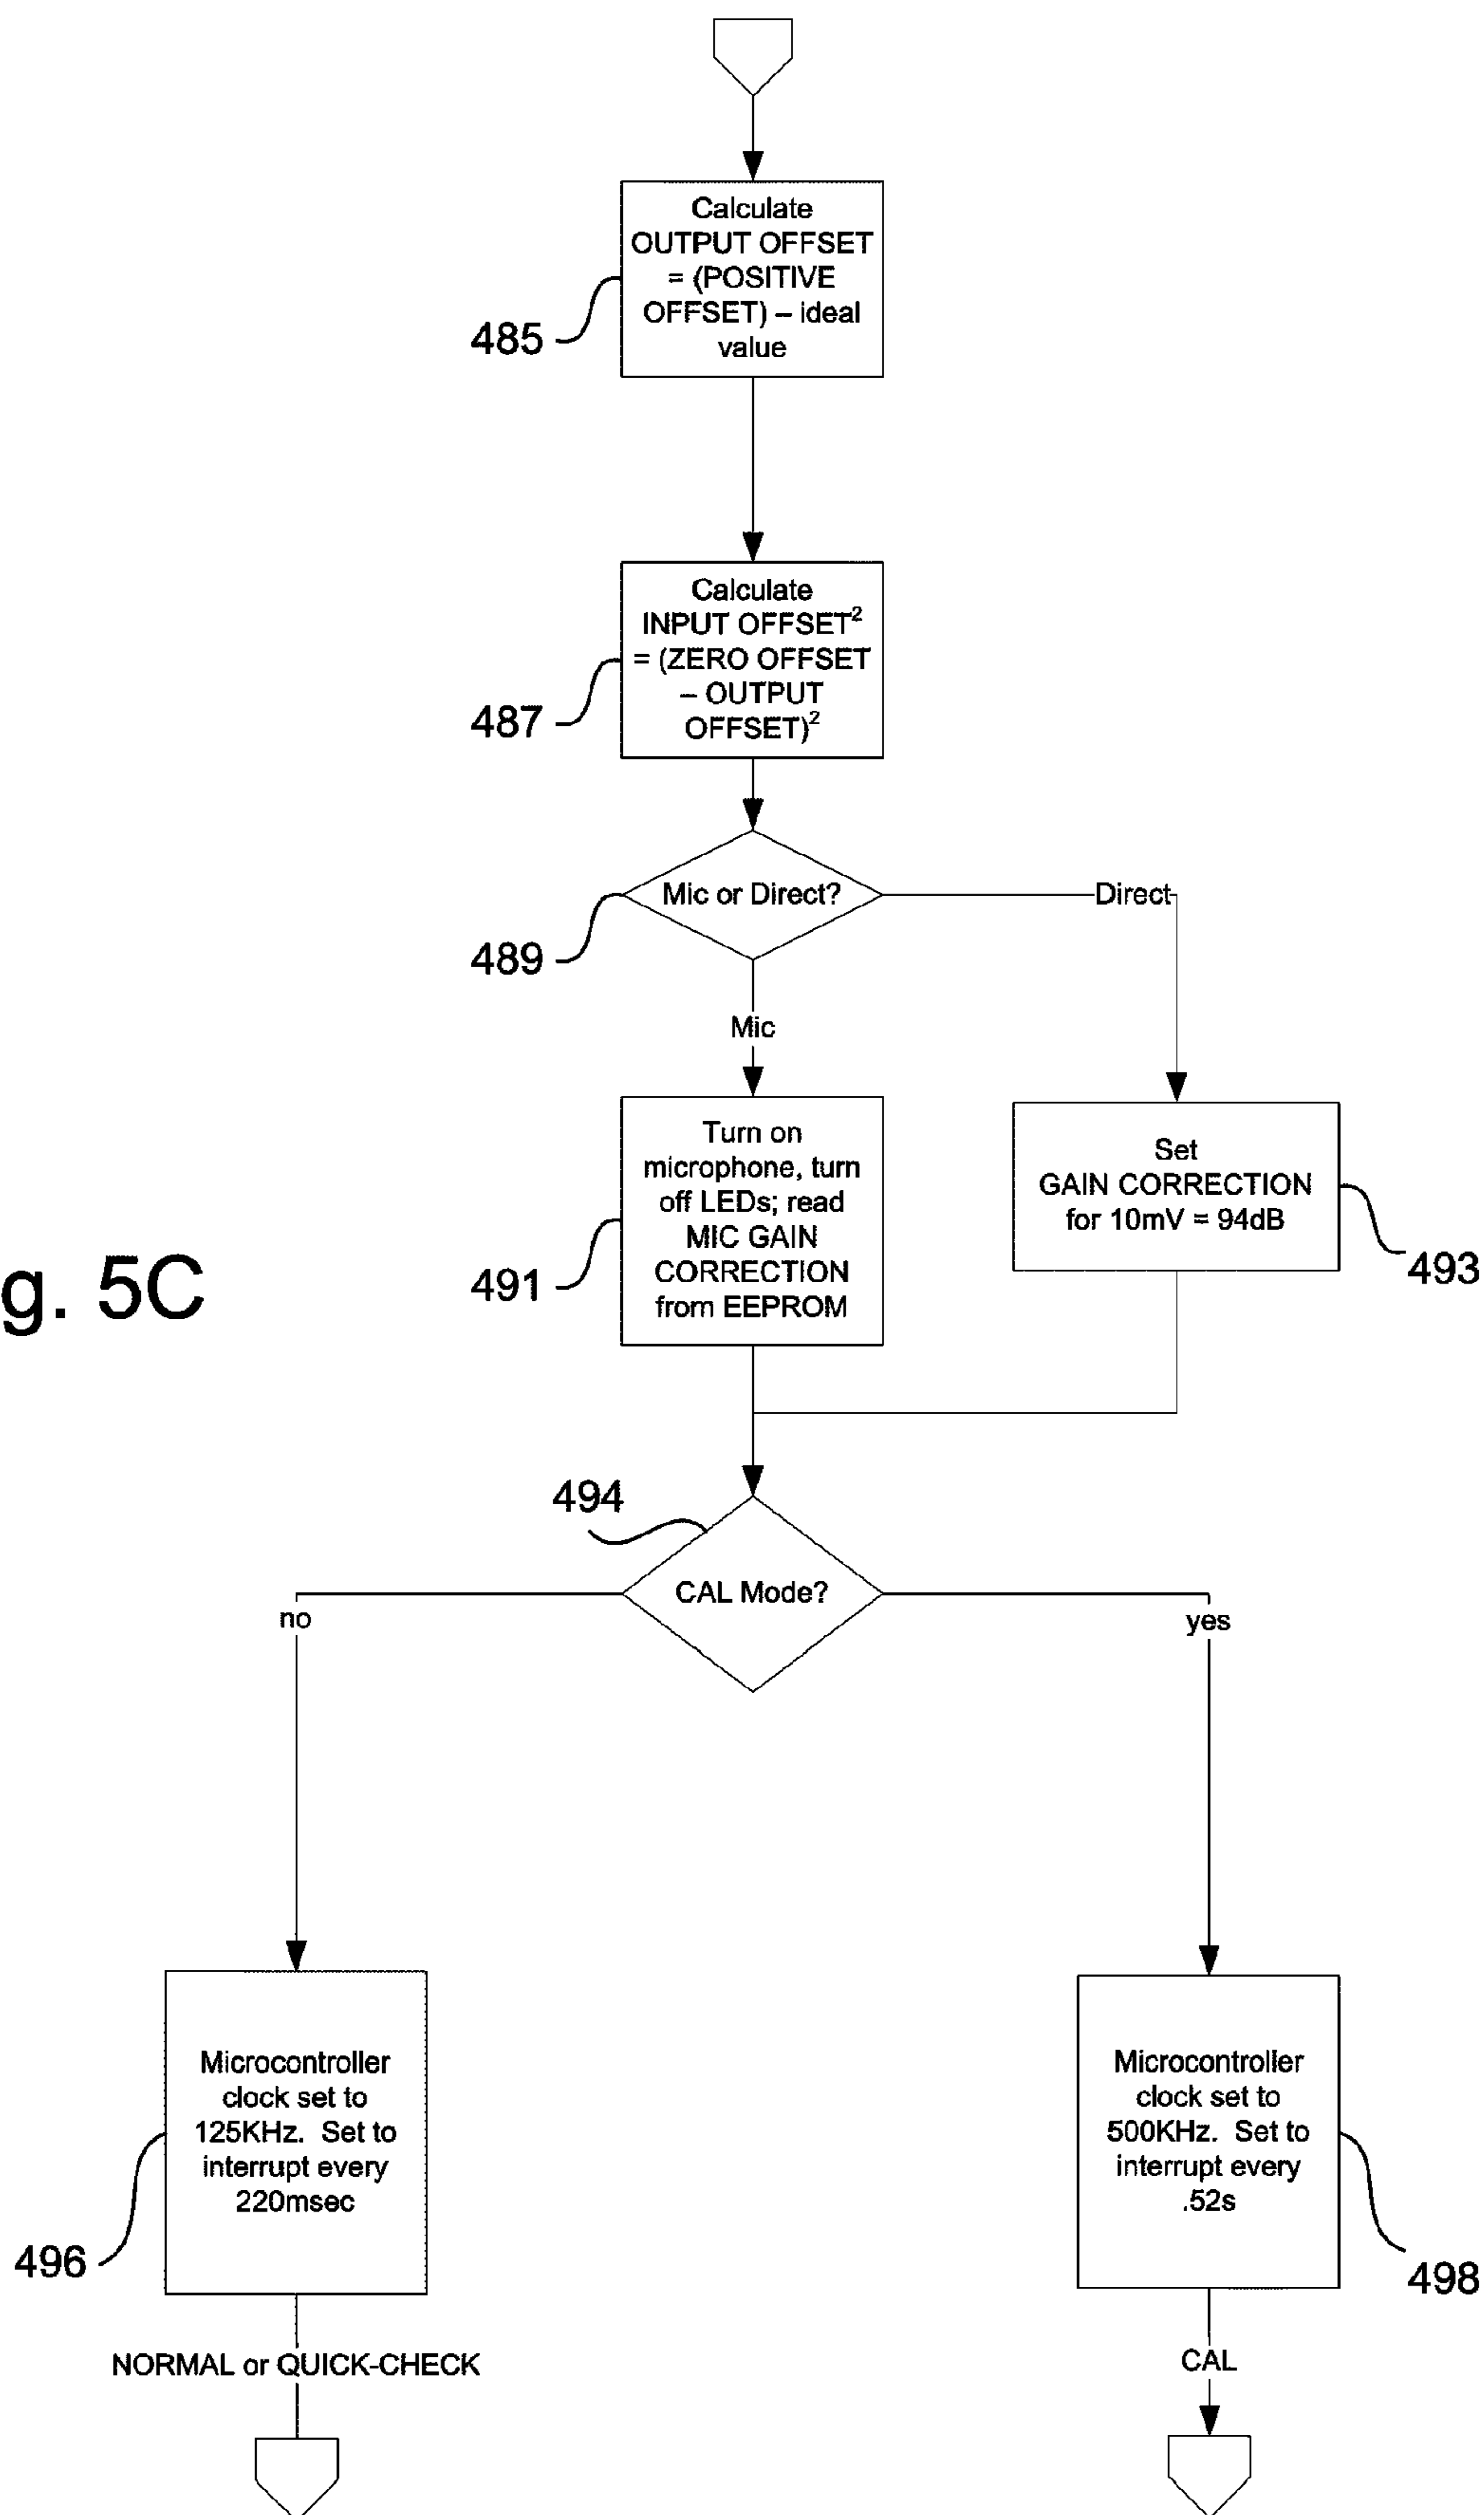 Calculate
OUTPUT OFFSET
= (POSITIVE
OFFSET) – ideal
value
485
Calculate
INPUT OFFSET²
= (ZERO OFFSET
– OUTPUT
OFFSET)²
487
Mic or Direct?
Direct
489
Mic
Turn on
microphone, turn
off LEDs; read
MIC GAIN
CORRECTION
from EEPROM
491
Set
GAIN CORRECTION
for 10mV = 94dB
493
g. 5C
494
CAL Mode?
no
yes
Microcontroller
clock set to
125KHz. Set to
interrupt every
220msec
496
Microcontroller
clock set to
500KHz. Set to
interrupt every
.52s
498
NORMAL or QUICK-CHECK
CAL